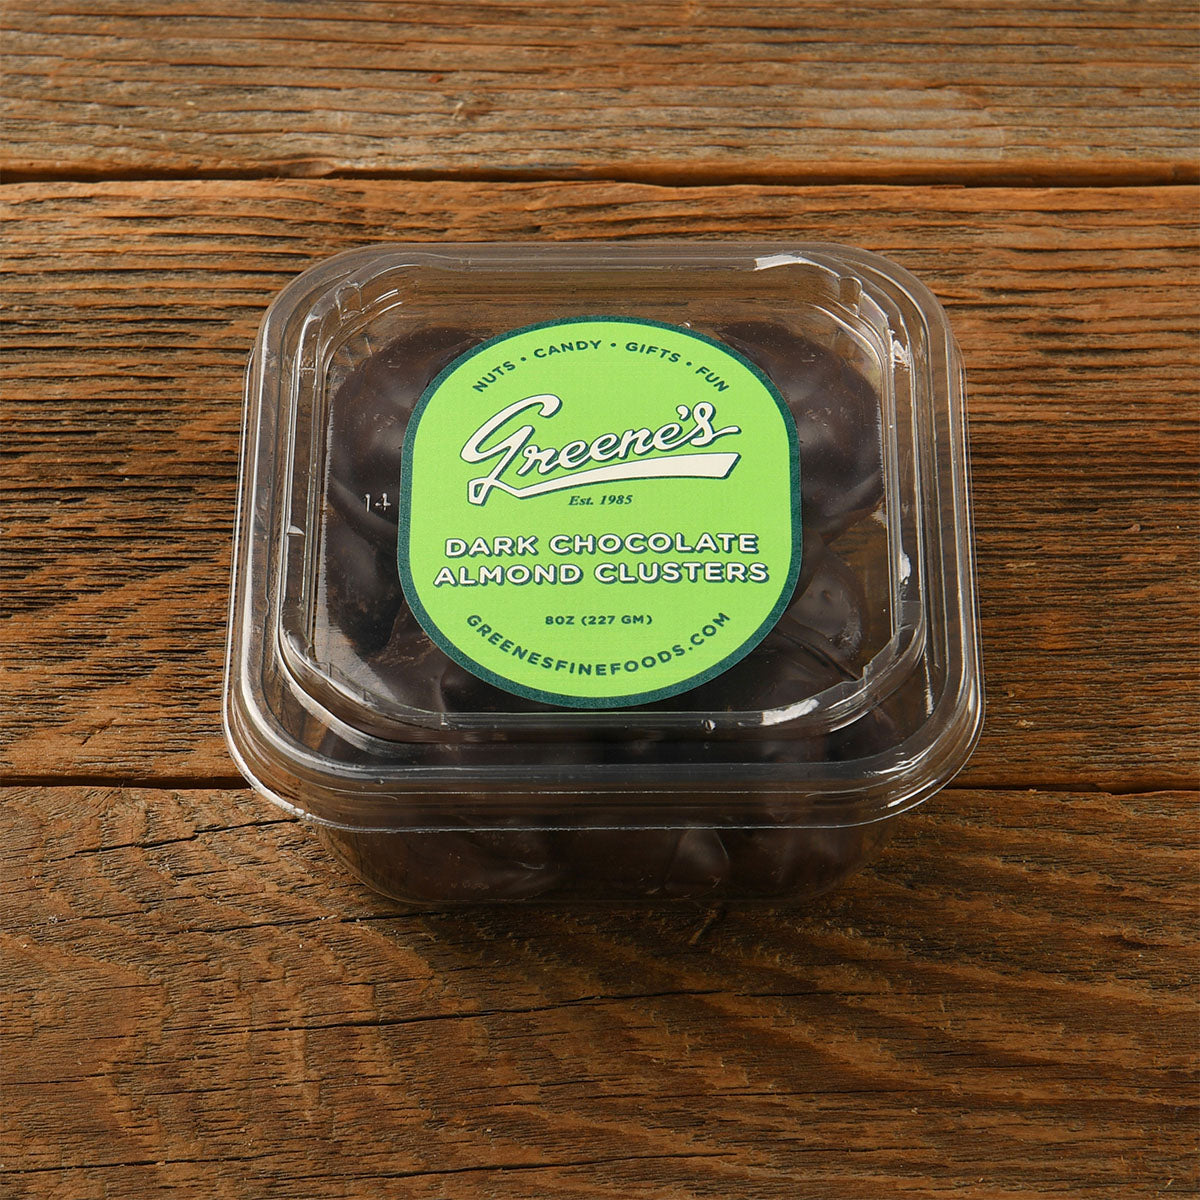 NUTS • CANDY • GIFTS • FUN
Greene's
Est. 1985
DARK CHOCOLATE
ALMOND CLUSTERS
8OZ (227 GM)
GREENESFINEFOODS.COM